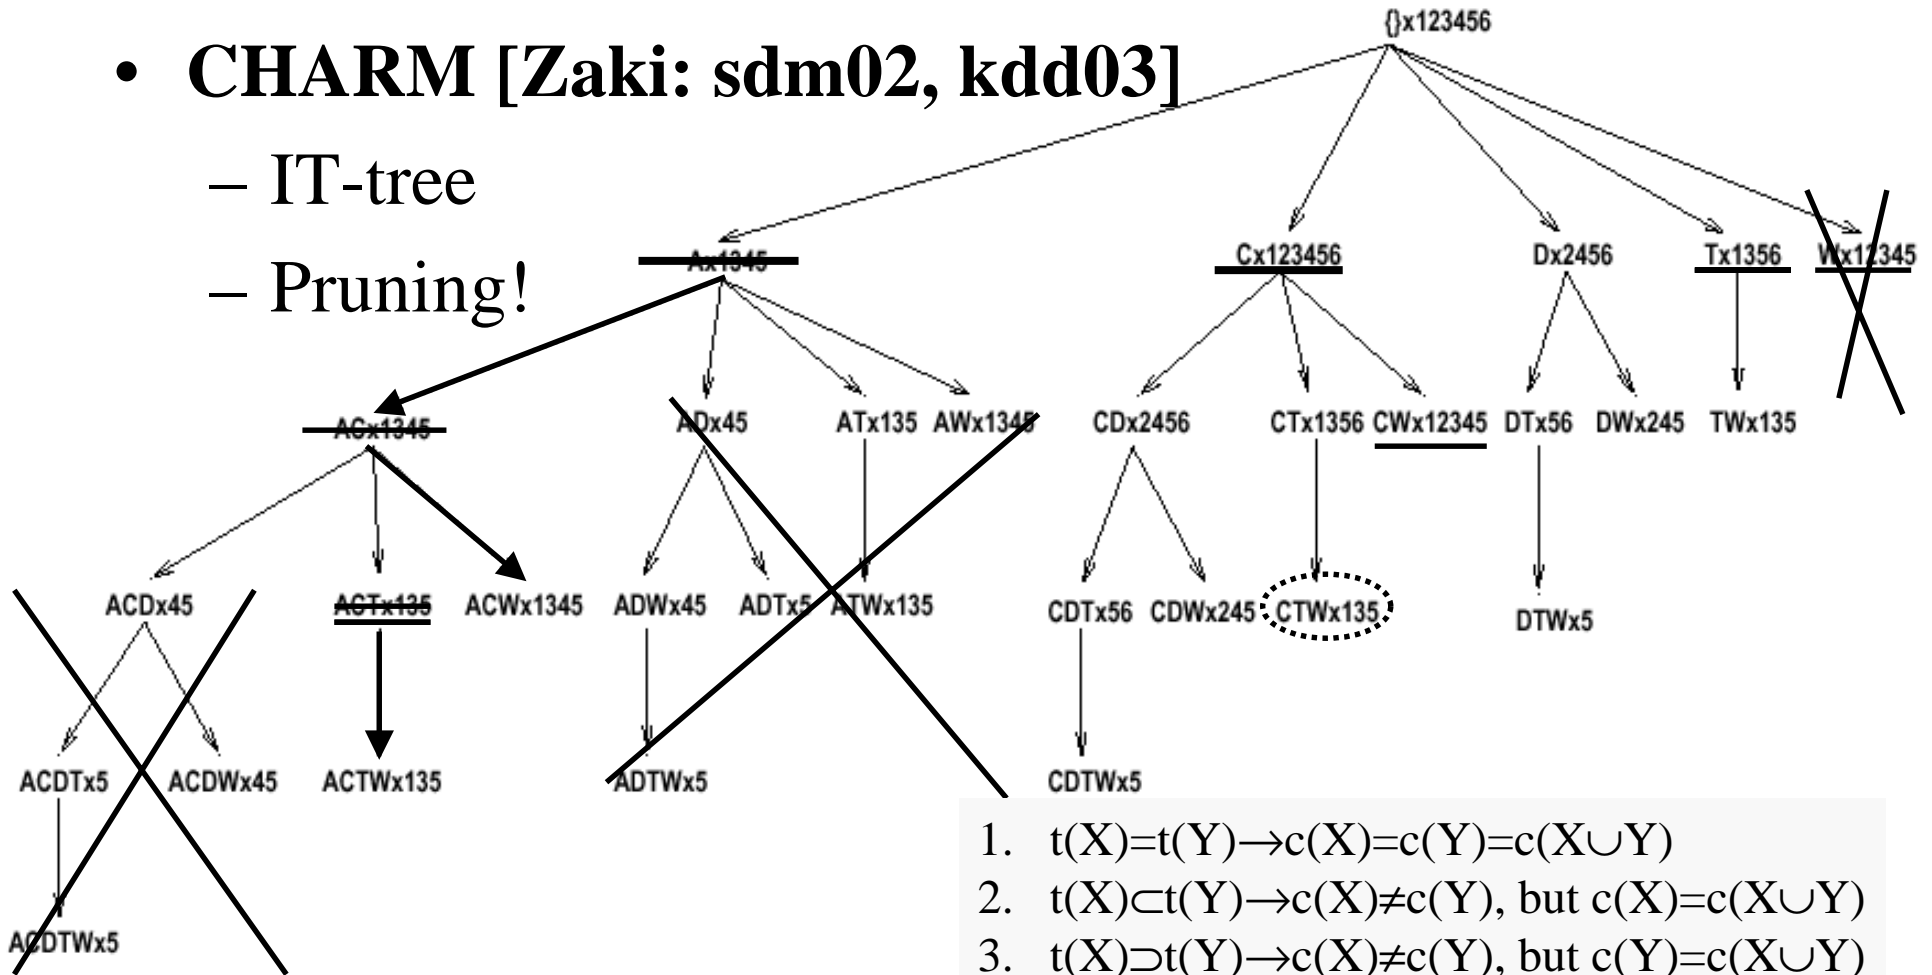 {}x123456
• CHARM [Zaki: sdm02, kdd03]
– IT-tree
– Pruning!
Ax1345 Cx123456 Dx2456 Tx1356 Wx12345
ACx1345 ADx45 ATx135 AWx1345 CDx2456 CTx1356 CWx12345 DTx56 DWx245 TWx135
ACDx45 ACTx135 ACWx1345 ADWx45 ADTx5 ATWx135 CDTx56 CDWx245 CTWx135 DTWx5
ACDTx5 ACDWx45 ACTWx135 ADTWx5 CDTWx5
ACDTWx5
1. t(X)=t(Y)→c(X)=c(Y)=c(X∪Y)
2. t(X)⊂t(Y)→c(X)≠c(Y), but c(X)=c(X∪Y)
3. t(X)⊃t(Y)→c(X)≠c(Y), but c(Y)=c(X∪Y)